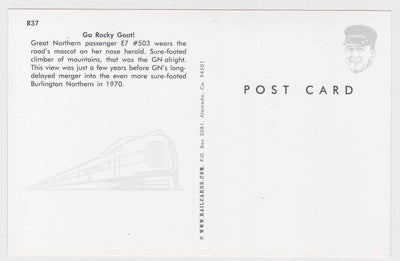 B37
Go Rocky Goat!
Great Northern passenger E7 #503 wears the
road's mascot on her nose herald. Sure-footed
climber of mountains, that was the GN alright.
This view was just a few years before GN's long-
delayed merger into the even more sure-footed
Burlington Northern in 1970.
© WWW.RAILCARDS.COM, P.O. Box 3081, Alameda, Ca. 94501
POST CARD